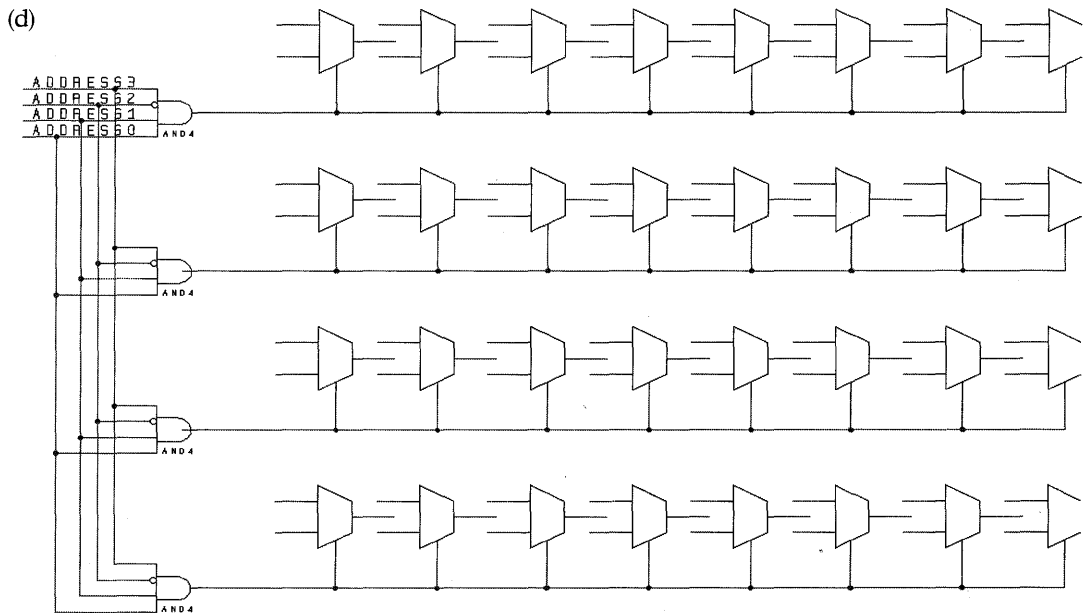 (d)
ADDRESS3
ADDRESS2
ADDRESS1
ADDRESS0
AND4
AND4
AND4
AND4